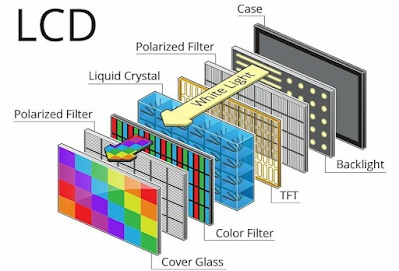 LCD
Case
Polarized Filter
Liquid Crystal
White Light
Polarized Filter
Backlight
TFT
Color Filter
Cover Glass